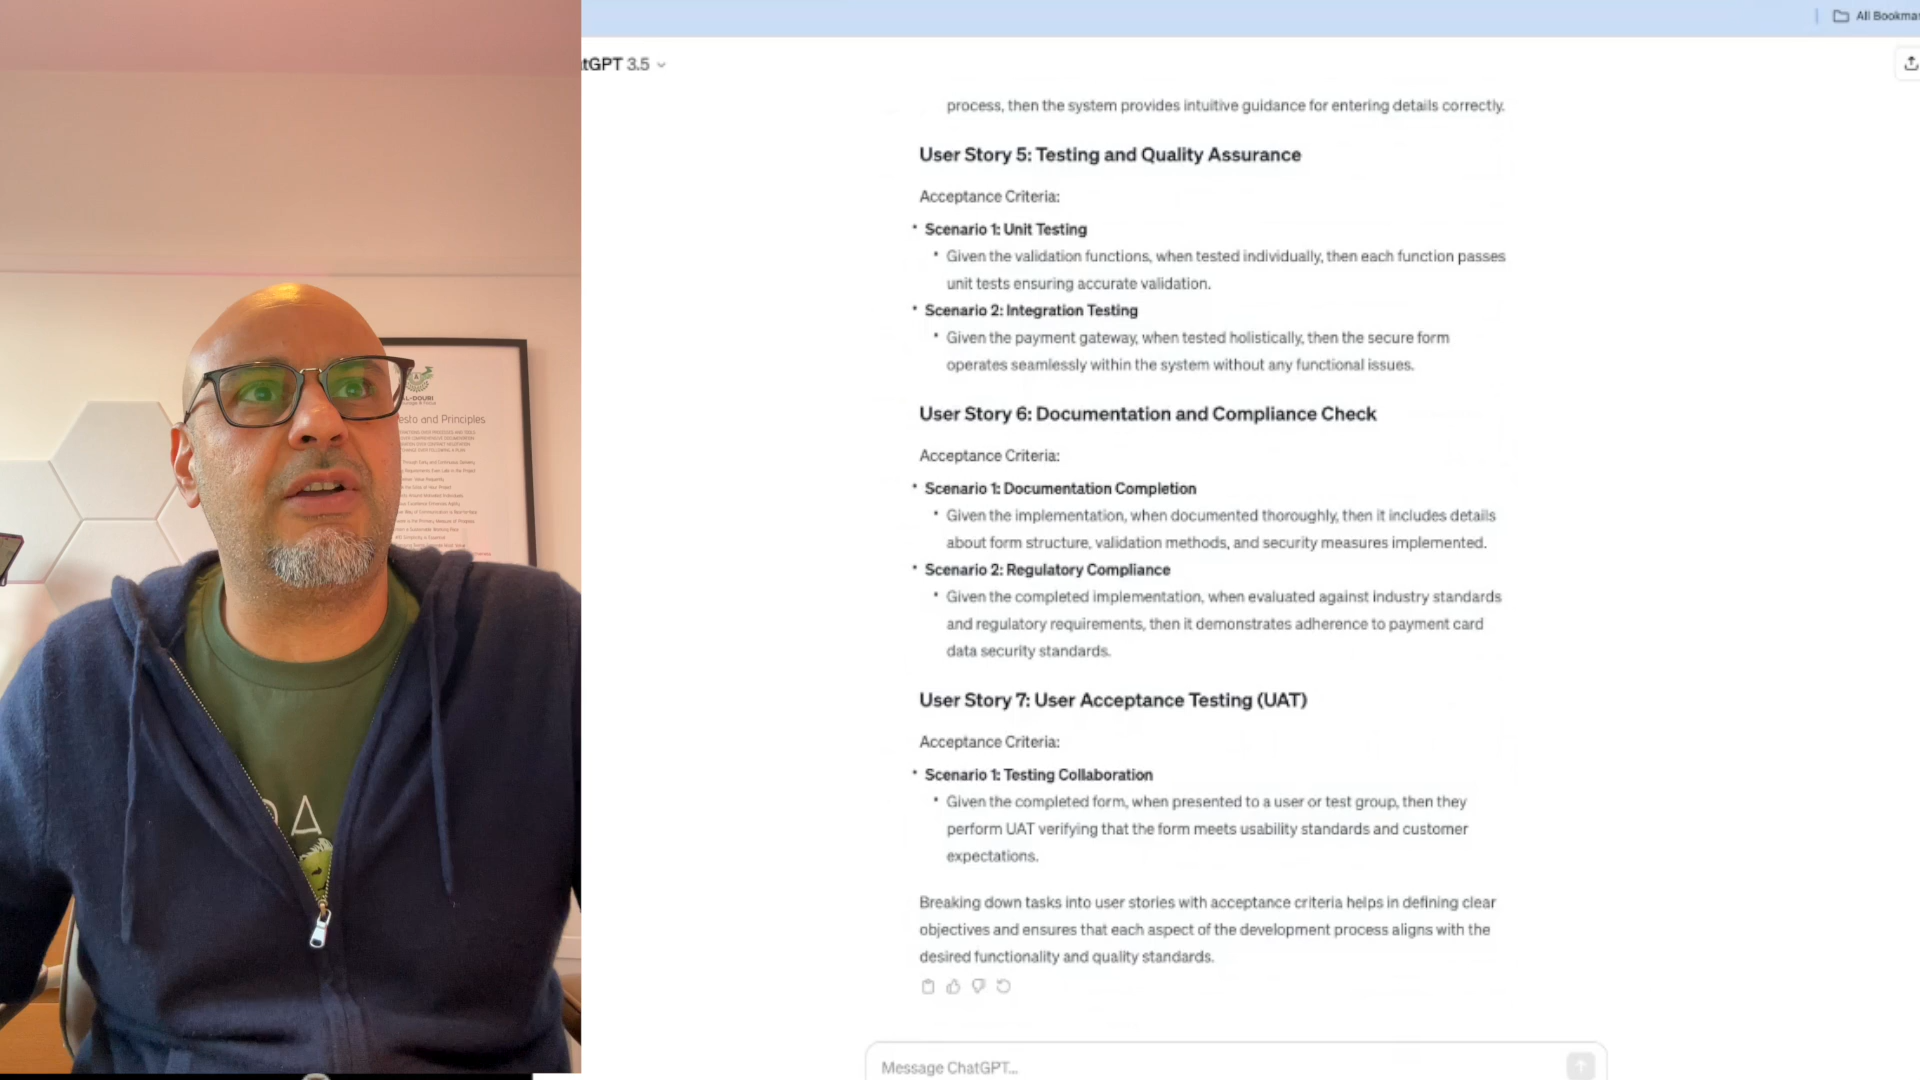 All Bookmar
tGPT 3.5
process, then the system provides intuitive guidance for entering details correctly.
User Story 5: Testing and Quality Assurance
Acceptance Criteria:
• Scenario 1: Unit Testing
• Given the validation functions, when tested individually, then each function passes
unit tests ensuring accurate validation.
• Scenario 2: Integration Testing
• Given the payment gateway, when tested holistically, then the secure form
operates seamlessly within the system without any functional issues.
User Story 6: Documentation and Compliance Check
Acceptance Criteria:
• Scenario 1: Documentation Completion
• Given the implementation, when documented thoroughly, then it includes details
about form structure, validation methods, and security measures implemented.
• Scenario 2: Regulatory Compliance
• Given the completed implementation, when evaluated against industry standards
and regulatory requirements, then it demonstrates adherence to payment card
data security standards.
User Story 7: User Acceptance Testing (UAT)
Acceptance Criteria:
• Scenario 1: Testing Collaboration
• Given the completed form, when presented to a user or test group, then they
perform UAT verifying that the form meets usability standards and customer
expectations.
Breaking down tasks into user stories with acceptance criteria helps in defining clear
objectives and ensures that each aspect of the development process aligns with the
desired functionality and quality standards.
Message ChatGPT...
AL-DOURI
esto and Principles